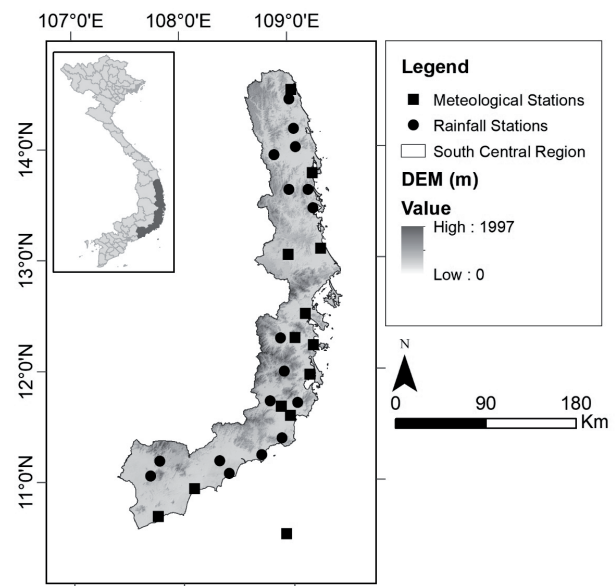 107°0'E 108°0'E 109°0'E
14°0'N
13°0'N
12°0'N
11°0'N
Legend
Meteological Stations
Rainfall Stations
South Central Region
DEM (m)
Value
High : 1997
Low : 0
N
0 90 180
Km